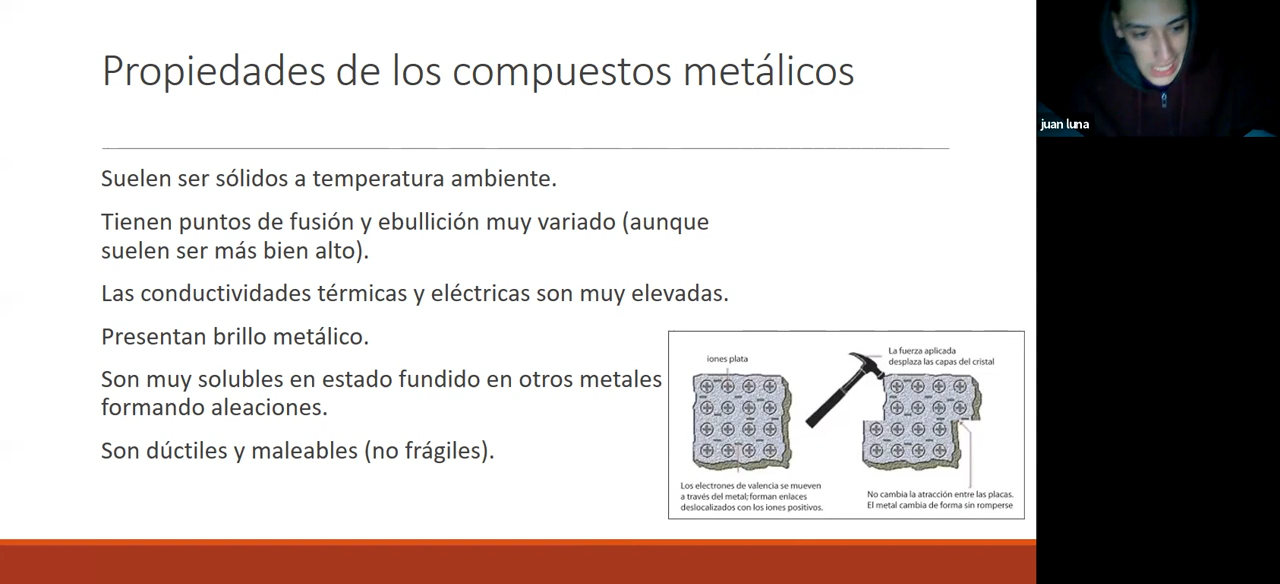 Propiedades de los compuestos metálicos
Suelen ser sólidos a temperatura ambiente.
Tienen puntos de fusión y ebullición muy variado (aunque
suelen ser más bien alto).
Las conductividades térmicas y eléctricas son muy elevadas.
Presentan brillo metálico.
Son muy solubles en estado fundido en otros metales
formando aleaciones.
Son dúctiles y maleables (no frágiles).
iones plata
La fuerza aplicada
desplaza las capas del cristal
Los electrones de valencia se mueven
a través del metal; forman enlaces
deslocalizados con los iones positivos.
No cambia la atracción entre las placas.
El metal cambia de forma sin romperse
juan luna